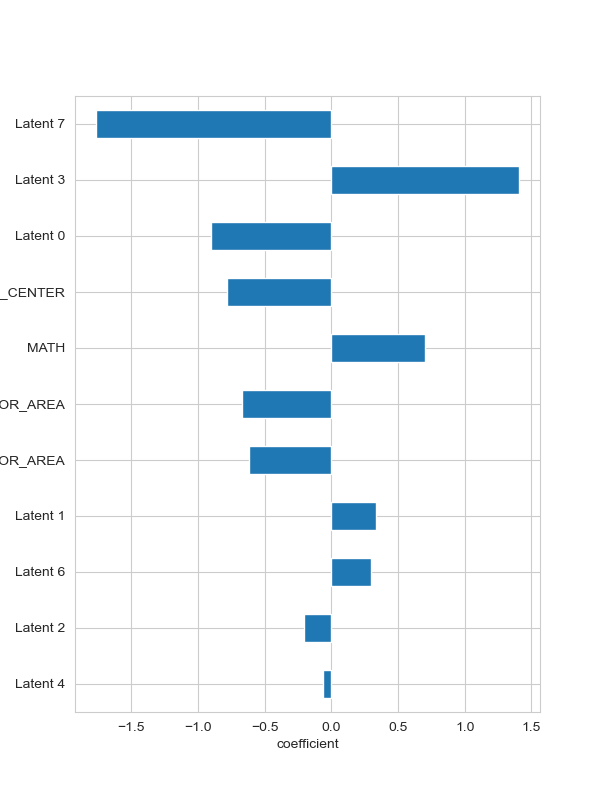 Latent 7
Latent 3
Latent 0
_CENTER
MATH
OR_AREA
OR_AREA
Latent 1
Latent 6
Latent 2
Latent 4
−1.5 −1.0 −0.5 0.0 0.5 1.0 1.5
coefficient